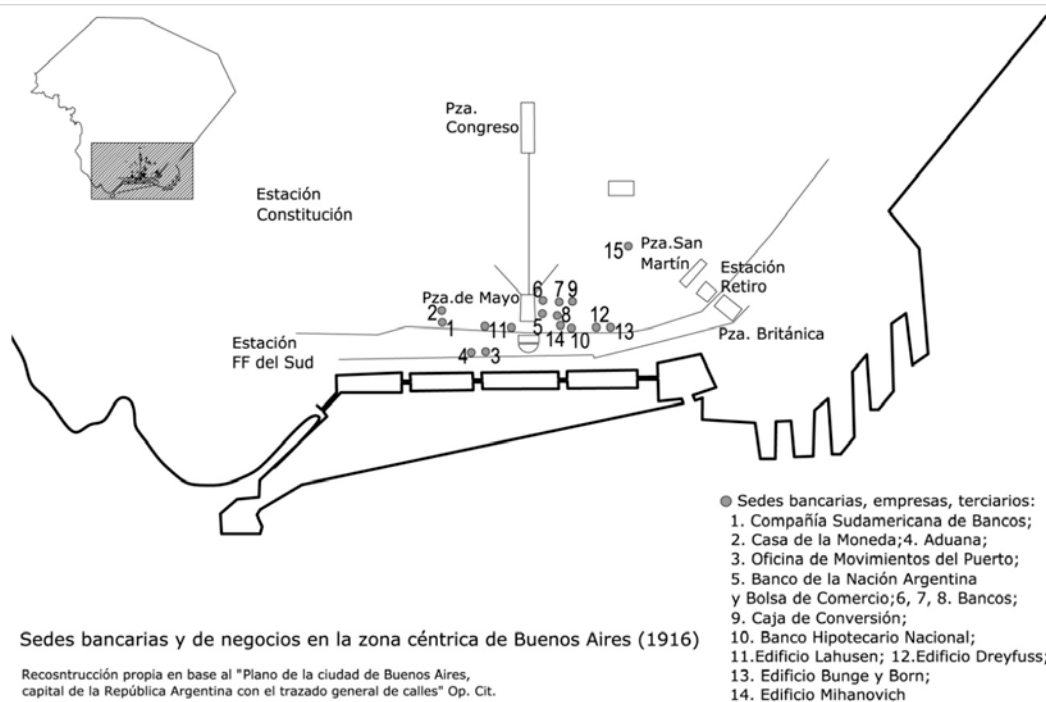 Pza.
Congreso
Estación
Constitución
15
Pza.San
Martín
Estación
Retiro
Pza.de Mayo
6
7
9
2
1
11
5
8
14
10
12
13
Pza. Británica
Estación
FF del Sud
4
3
Sedes bancarias, empresas, terciarios:
1. Compañía Sudamericana de Bancos;
2. Casa de la Moneda;4. Aduana;
3. Oficina de Movimientos del Puerto;
5. Banco de la Nación Argentina
y Bolsa de Comercio;6, 7, 8. Bancos;
9. Caja de Conversión;
10. Banco Hipotecario Nacional;
11.Edificio Lahusen; 12.Edificio Dreyfuss;
13. Edificio Bunge y Born;
14. Edificio Mihanovich
Sedes bancarias y de negocios en la zona céntrica de Buenos Aires (1916)
Recosntrucción propia en base al "Plano de la ciudad de Buenos Aires,
capital de la República Argentina con el trazado general de calles" Op. Cit.